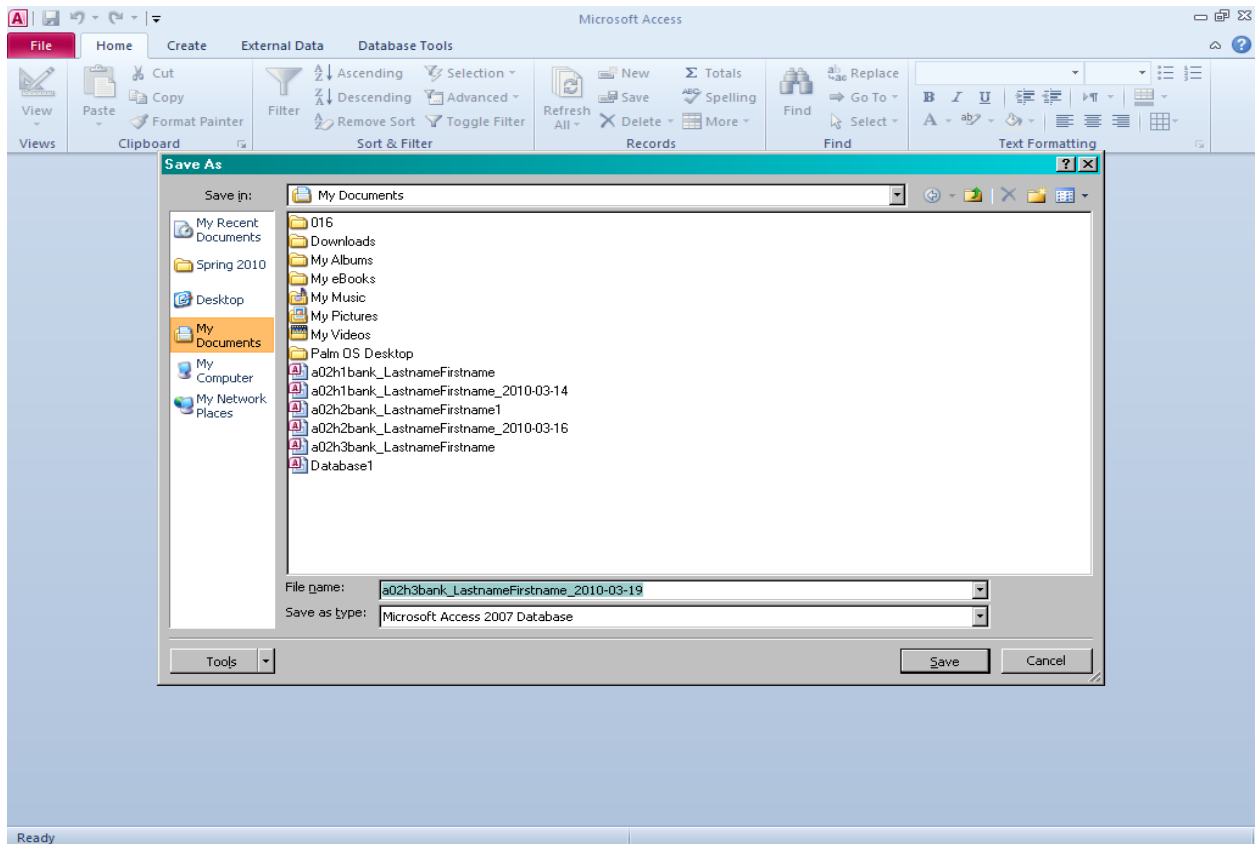 Microsoft Access
File Home Create External Data Database Tools
View
Views
Paste
Cut
Copy
Format Painter
Clipboard
Filter
Ascending
Descending
Remove Sort
Selection
Advanced
Toggle Filter
Sort & Filter
Refresh
All
New
Save
Delete
Totals
Spelling
More
Records
Find
Replace
Go To
Select
Find
B I U
A
Text Formatting
Save As
Save in: My Documents
My Recent
Documents
Spring 2010
Desktop
My
Documents
My
Computer
My Network
Places
016
Downloads
My Albums
My eBooks
My Music
My Pictures
My Videos
Palm OS Desktop
a02h1bank_LastnameFirstname
a02h1bank_LastnameFirstname_2010-03-14
a02h2bank_LastnameFirstname1
a02h2bank_LastnameFirstname_2010-03-16
a02h3bank_LastnameFirstname
Database1
File name: a02h3bank_LastnameFirstname_2010-03-19
Save as type: Microsoft Access 2007 Database
Tools
Save
Cancel
Ready